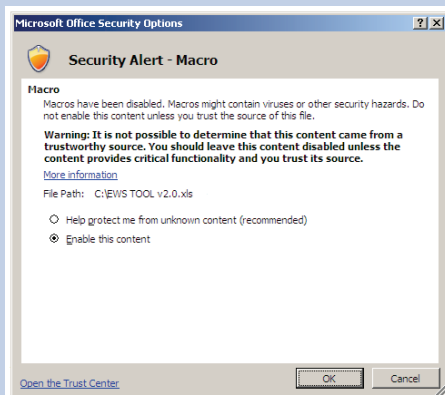 Microsoft Office Security Options
Security Alert - Macro
Macro
Macros have been disabled. Macros might contain viruses or other security hazards. Do
not enable this content unless you trust the source of this file.
Warning: It is not possible to determine that this content came from a
trustworthy source. You should leave this content disabled unless the
content provides critical functionality and you trust its source.
More information
File Path: C:\EWS TOOL v2.0.xls
Help protect me from unknown content (recommended)
Enable this content
Open the Trust Center
OK
Cancel